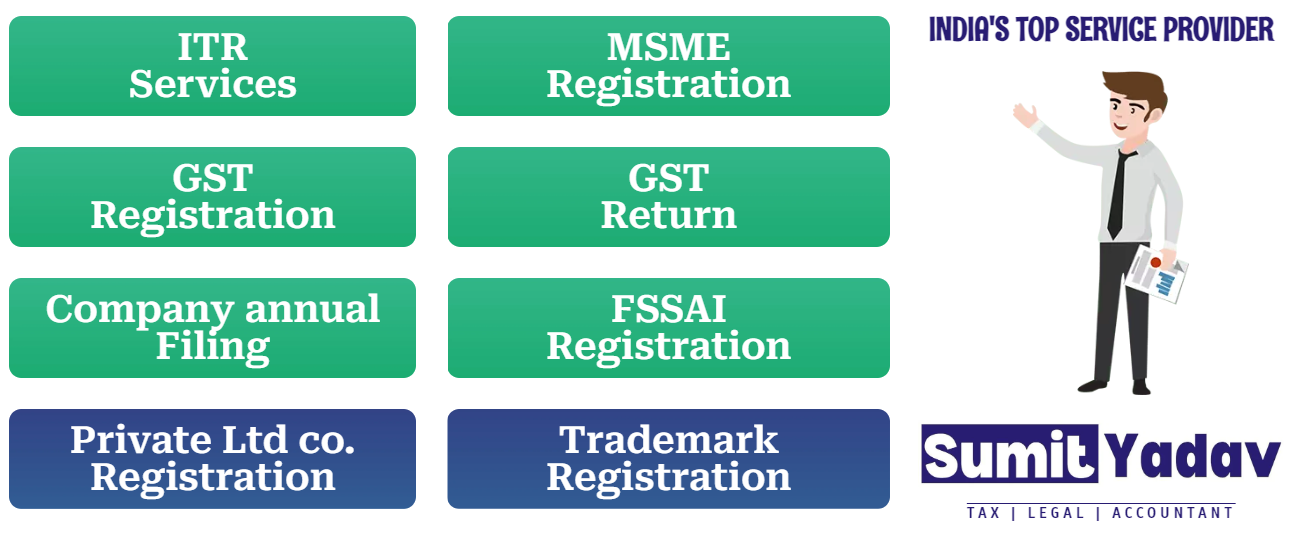 ITR
Services
MSME
Registration
GST
Registration
GST
Return
Company annual
Filing
FSSAI
Registration
Private Ltd co.
Registration
Trademark
Registration
INDIA'S TOP SERVICE PROVIDER
Sumit Yadav
TAX | LEGAL | ACCOUNTANT